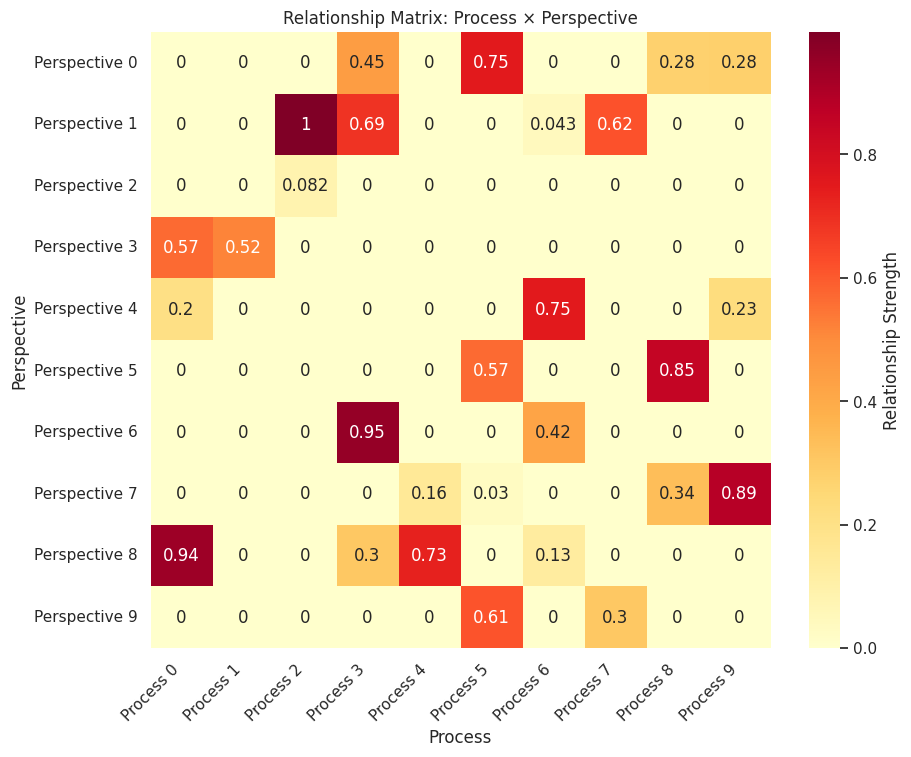 Relationship Matrix: Process × Perspective
Perspective 0 0 0 0 0.45 0 0.75 0 0 0.28 0.28
Perspective 1 0 0 1 0.69 0 0 0.043 0.62 0 0
Perspective 2 0 0 0.082 0 0 0 0 0 0 0
Perspective 3 0.57 0.52 0 0 0 0 0 0 0 0
Perspective 4 0.2 0 0 0 0 0 0.75 0 0 0.23
Perspective 5 0 0 0 0 0 0.57 0 0 0.85 0
Perspective 6 0 0 0 0.95 0 0 0.42 0 0 0
Perspective 7 0 0 0 0 0.16 0.03 0 0 0.34 0.89
Perspective 8 0.94 0 0 0.3 0.73 0 0.13 0 0 0
Perspective 9 0 0 0 0 0 0.61 0 0.3 0 0
Process 0 Process 1 Process 2 Process 3 Process 4 Process 5 Process 6 Process 7 Process 8 Process 9
Process
Perspective
0.8
0.6
0.4
0.2
0.0
Relationship Strength